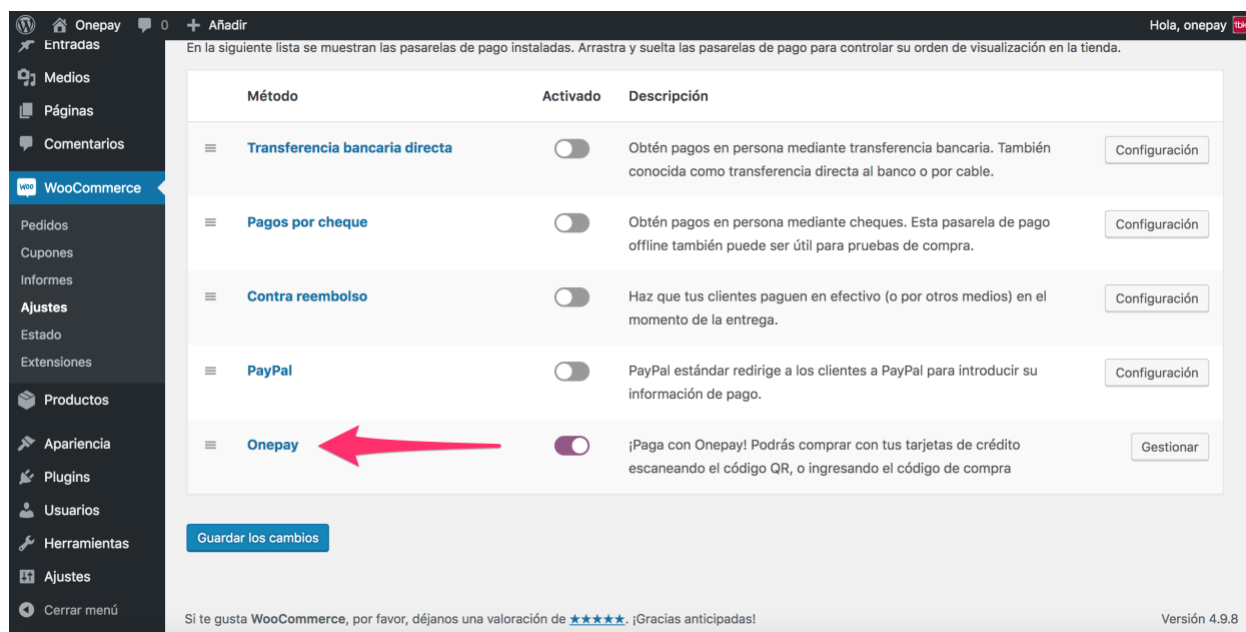 Onepay 0 + Añadir Hola, onepay tbk
Entradas
Medios
Páginas
Comentarios
WooCommerce
Pedidos
Cupones
Informes
Ajustes
Estado
Extensiones
Productos
Apariencia
Plugins
Usuarios
Herramientas
Ajustes
Cerrar menú
En la siguiente lista se muestran las pasarelas de pago instaladas. Arrastra y suelta las pasarelas de pago para controlar su orden de visualización en la tienda.
Método Activado Descripción
Transferencia bancaria directa Obtén pagos en persona mediante transferencia bancaria. También Configuración
conocida como transferencia directa al banco o por cable.
Pagos por cheque Obtén pagos en persona mediante cheques. Esta pasarela de pago Configuración
offline también puede ser útil para pruebas de compra.
Contra reembolso Haz que tus clientes paguen en efectivo (o por otros medios) en el Configuración
momento de la entrega.
PayPal PayPal estándar redirige a los clientes a PayPal para introducir su Configuración
información de pago.
Onepay ¡Paga con Onepay! Podrás comprar con tus tarjetas de crédito Gestionar
escaneando el código QR, o ingresando el código de compra
Guardar los cambios
Si te gusta WooCommerce, por favor, déjanos una valoración de ★★★★★. ¡Gracias anticipadas! Versión 4.9.8